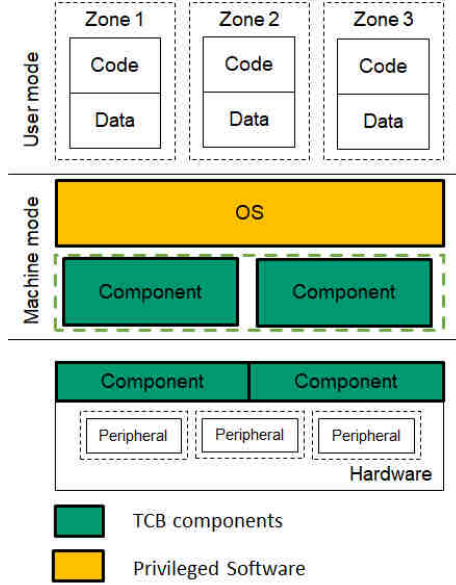 Zone 1
Zone 2
Zone 3
User mode
Code
Code
Code
Data
Data
Data
Machine mode
OS
Component
Component
Component
Component
Peripheral
Peripheral
Peripheral
Hardware
TCB components
Privileged Software